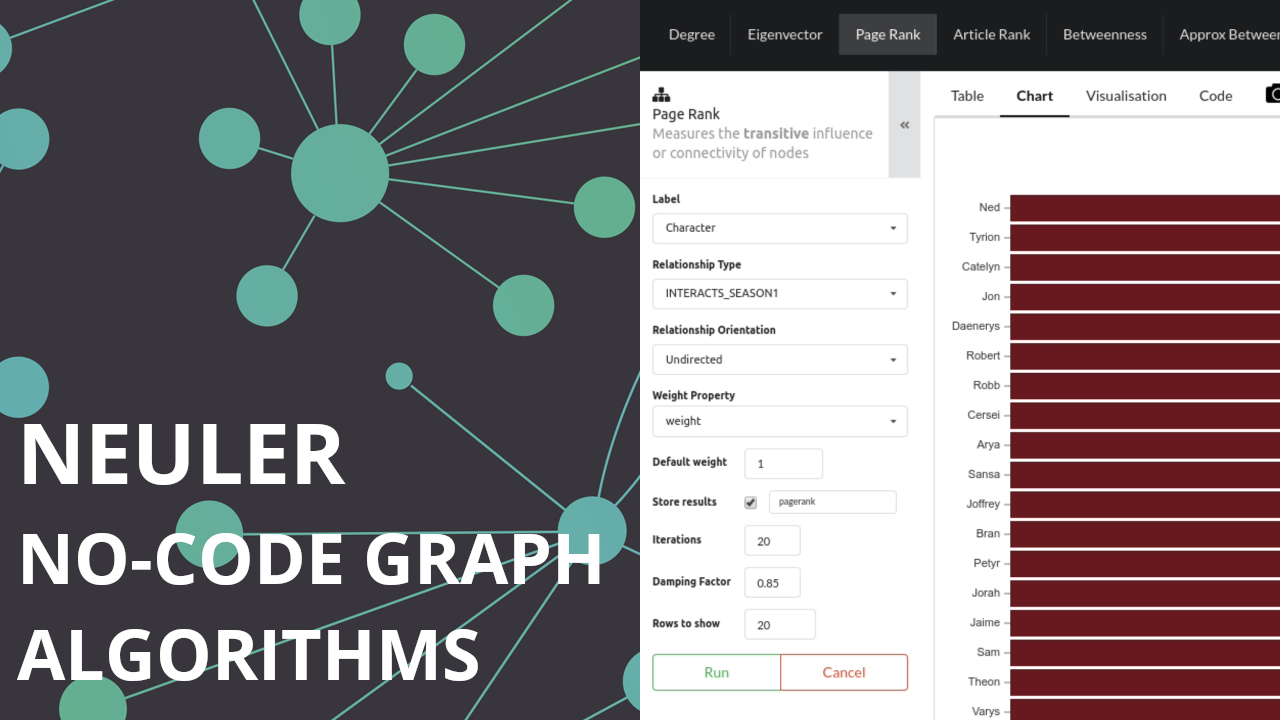 NEULER
NO-CODE GRAPH
ALGORITHMS
Degree
Eigenvector
Page Rank
Article Rank
Betweenness
Approx Between
Page Rank
Measures the transitive influence
or connectivity of nodes
«
Label
Character
Relationship Type
INTERACTS_SEASON1
Relationship Orientation
Undirected
Weight Property
weight
Default weight 1
Store results pagerank
Iterations 20
Damping Factor 0.85
Rows to show 20
Run
Cancel
Table
Chart
Visualisation
Code
Ned
Tyrion
Catelyn
Jon
Daenerys
Robert
Robb
Cersei
Arya
Sansa
Joffrey
Bran
Petyr
Jorah
Jaime
Sam
Theon
Varys